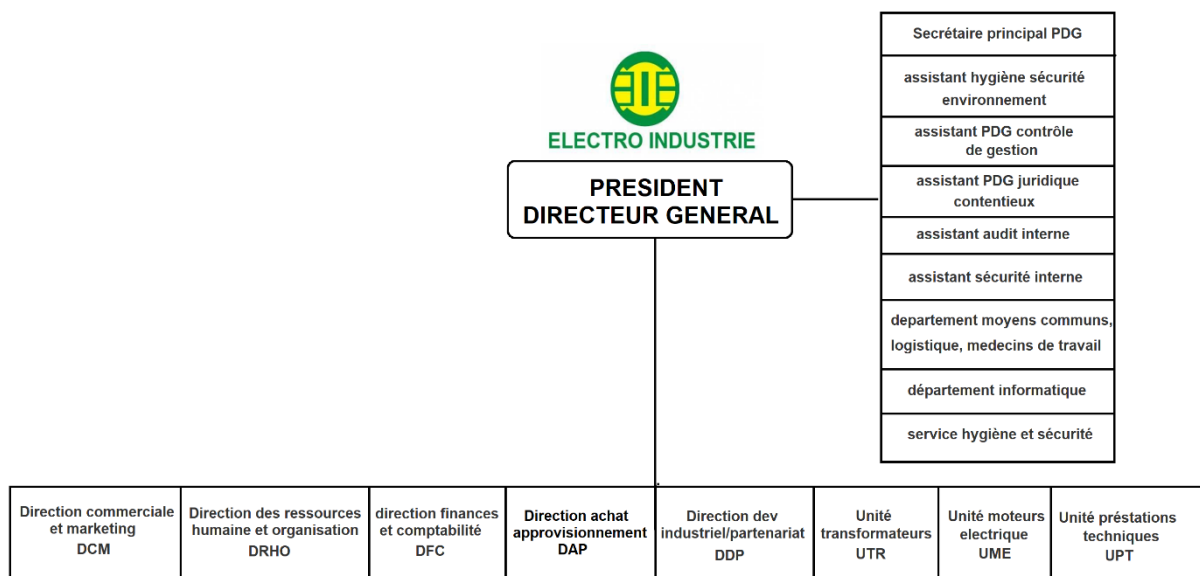 ELECTRO INDUSTRIE
PRESIDENT
DIRECTEUR GENERAL
Secrétaire principal PDG
assistant hygiène sécurité
environnement
assistant PDG contrôle
de gestion
assistant PDG juridique
contentieux
assistant audit interne
assistant sécurité interne
departement moyens communs,
logistique, medecins de travail
département informatique
service hygiène et sécurité
Direction commerciale
et marketing
DCM
Direction des ressources
humaine et organisation
DRHO
direction finances
et comptabilité
DFC
Direction achat
approvisionnement
DAP
Direction dev
industriel/partenariat
DDP
Unité
transformateurs
UTR
Unité moteurs
electrique
UME
Unité préstations
techniques
UPT